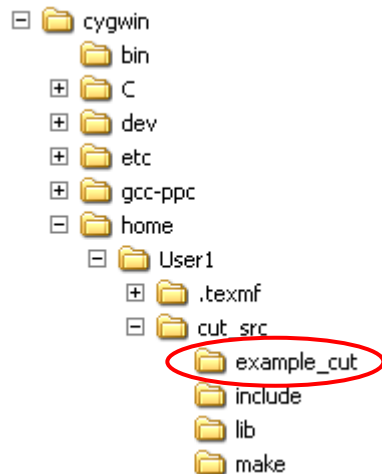 cygwin
bin
C
dev
etc
gcc-ppc
home
User1
.texmf
cut_src
example_cut
include
lib
make